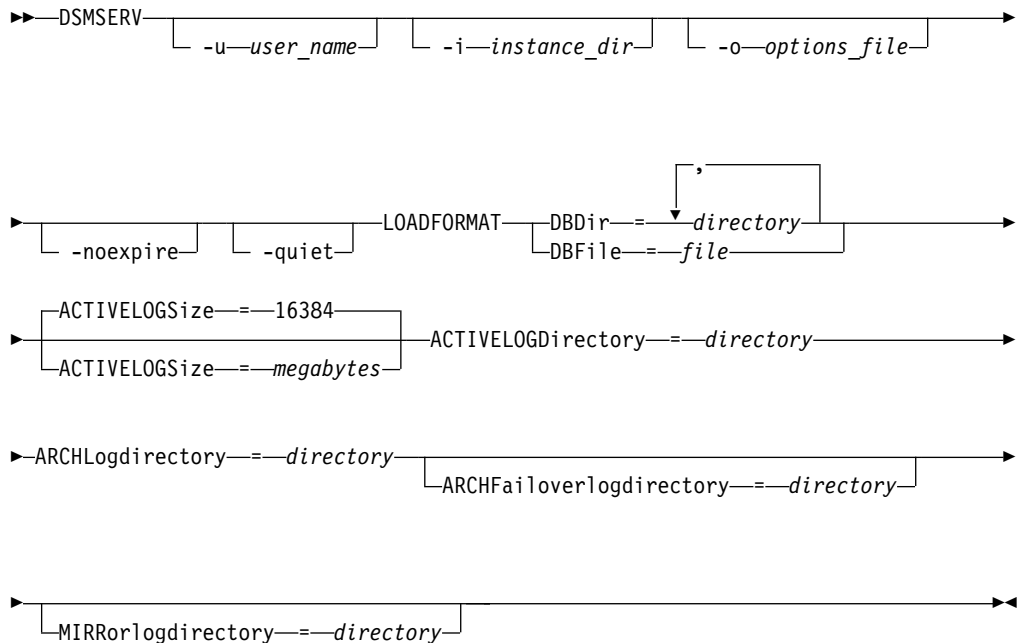 DSMSERV
-u user_name -i instance_dir -o options_file
,
-noexpire -quiet LOADFORMAT DBDir = directory
DBFile = file
ACTIVELOGSize = 16384
ACTIVELOGDirectory = directory
ACTIVELOGSize = megabytes
ARCHLogdirectory = directory
ARCHFailoverlogdirectory = directory
MIRRorlogdirectory = directory